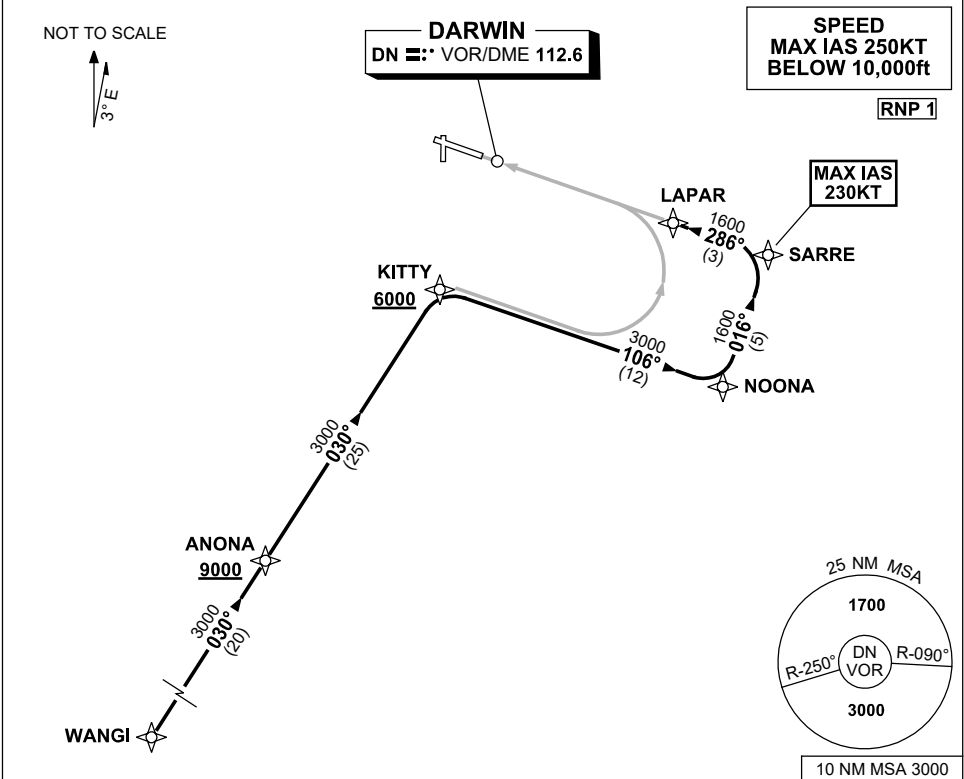 NOT TO SCALE
3° E
DARWIN
DN VOR/DME 112.6
SPEED
MAX IAS 250KT
BELOW 10,000ft
RNP 1
MAX IAS
230KT
LAPAR
1600
286°
(3)
SARRE
KITTY
6000
1600
016°
(5)
3000
106°
(12)
NOONA
3000
030°
(25)
ANONA
9000
3000
030°
(20)
WANGI
25 NM MSA
1700
DN
VOR
R-250°
R-090°
3000
10 NM MSA 3000